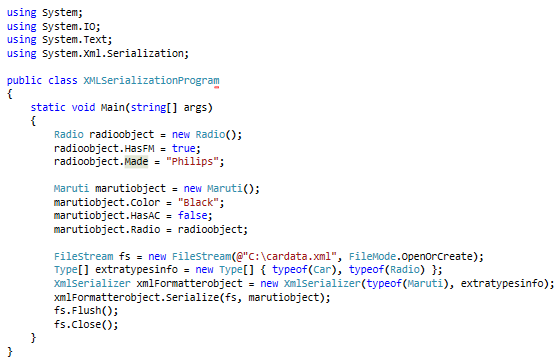 using System;
using System.IO;
using System.Text;
using System.Xml.Serialization;
public class XMLSerializationProgram
{
    static void Main(string[] args)
    {
        Radio radioobject = new Radio();
        radioobject.HasFM = true;
        radioobject.Made = "Philips";
        Maruti marutiobject = new Maruti();
        marutiobject.Color = "Black";
        marutiobject.HasAC = false;
        marutiobject.Radio = radioobject;
        FileStream fs = new FileStream(@"C:\cardata.xml", FileMode.OpenOrCreate);
        Type[] extratypesinfo = new Type[] { typeof(Car), typeof(Radio) };
        XmlSerializer xmlFormatterobject = new XmlSerializer(typeof(Maruti), extratypesinfo);
        xmlFormatterobject.Serialize(fs, marutiobject);
        fs.Flush();
        fs.Close();
    }
}